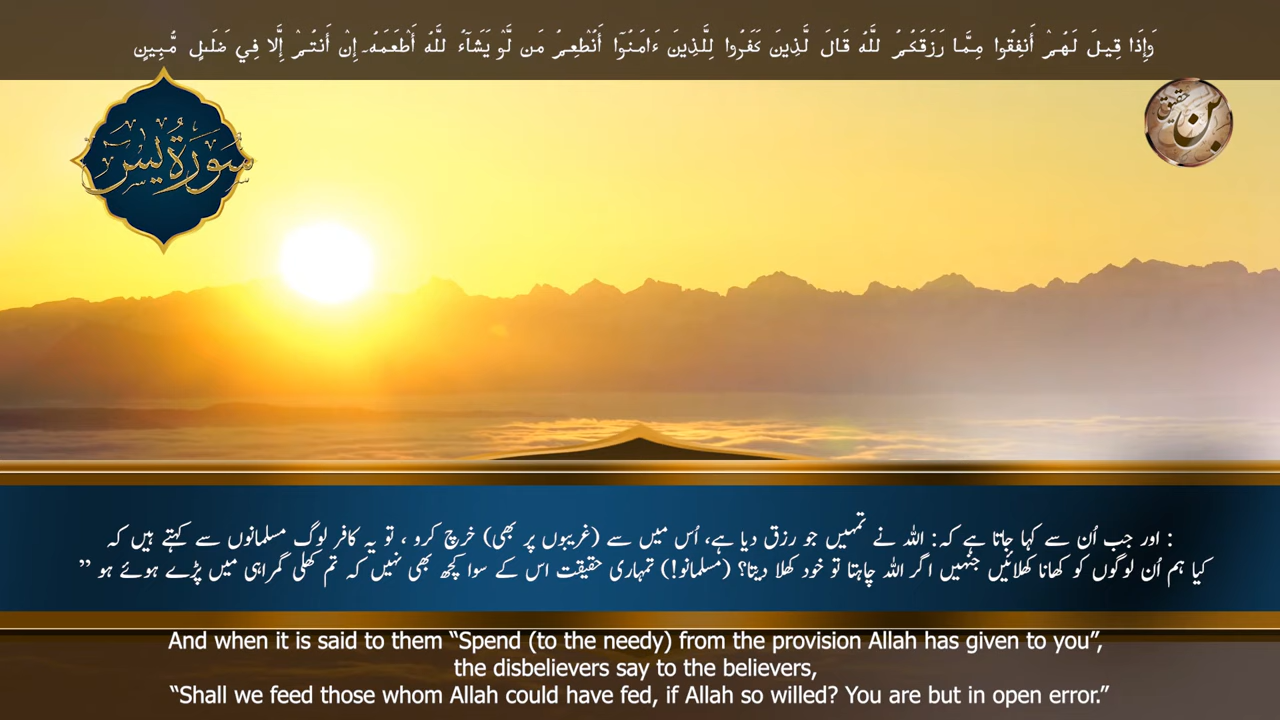 وَإِذَا قِيلَ لَهُمْ أَنفِقُوا مِمَّا رَزَقَكُمُ للَّهُ قَالَ لَّذِينَ كَفَرُوا لِلَّذِينَ ءَامَنُوٓا أَنُطْعِمُ مَن لَّوْ يَشَآءُ للَّهُ أَطْعَمَهُۥ إِنْ أَنتُمْ إِلَّا فِي ضَلَٰلٍ مُّبِينٍ
سورة يس
بن حقيق
: اور جب اُن سے کہا جاتا ہے کہ: اللہ نے تمہیں جو رزق دیا ہے، اُس میں سے (غریبوں پر بھی) خرچ کرو ، تو یہ کافر لوگ مسلمانوں سے کہتے ہیں کہ
کیا ہم اُن لوگوں کو کھانا کھلائیں جنہیں اگر اللہ چاہتا تو خود کھلا دیتا؟ (مسلمانو!) تمہاری حقیقت اس کے سوا کچھ بھی نہیں کہ تم کھلی گمراہی میں پڑے ہوئے ہو ”
And when it is said to them “Spend (to the needy) from the provision Allah has given to you”,
the disbelievers say to the believers,
“Shall we feed those whom Allah could have fed, if Allah so willed? You are but in open error.”